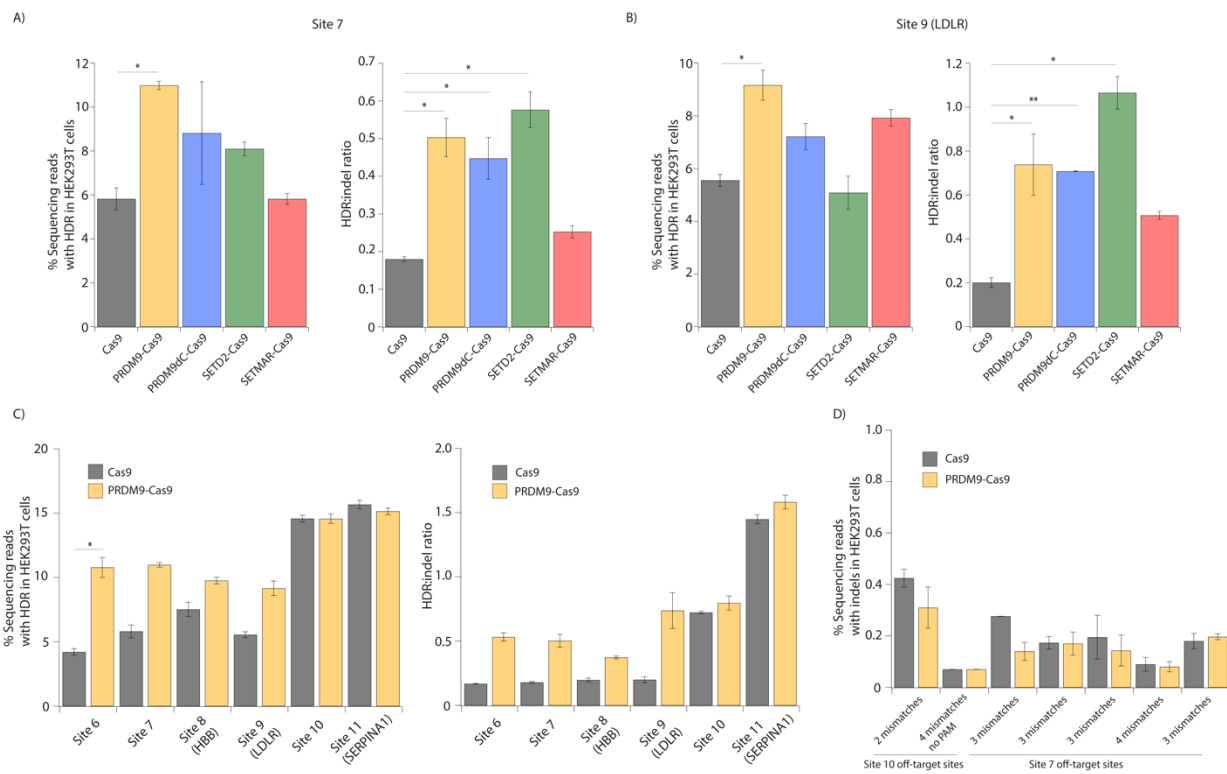 A)
Site 7
% Sequencing reads
with HDR in HEK293T cells
12
10
8
6
4
2
0
*
Cas9
PRDM9-Cas9
PRDM9dC-Cas9
SETD2-Cas9
SETMAR-Cas9
HDR:indel ratio
0.7
0.6
0.5
0.4
0.3
0.2
0.1
0
*
*
*
Cas9
PRDM9-Cas9
PRDM9dC-Cas9
SETD2-Cas9
SETMAR-Cas9
B)
Site 9 (LDLR)
% Sequencing reads
with HDR in HEK293T cells
10
8
6
4
2
0
*
Cas9
PRDM9-Cas9
PRDM9dC-Cas9
SETD2-Cas9
SETMAR-Cas9
HDR:indel ratio
1.2
1.0
0.8
0.6
0.4
0.2
0
*
**
*
Cas9
PRDM9-Cas9
PRDM9dC-Cas9
SETD2-Cas9
SETMAR-Cas9
C)
% Sequencing reads
with HDR in HEK293T cells
20
15
10
5
0
Cas9
PRDM9-Cas9
*
Site 6
Site 7
Site 8
(HBB)
Site 9
(LDLR)
Site 10
Site 11
(SERPINA1)
HDR:indel ratio
2.0
1.5
1.0
0.5
0
Cas9
PRDM9-Cas9
Site 6
Site 7
Site 8
(HBB)
Site 9
(LDLR)
Site 10
Site 11
(SERPINA1)
D)
% Sequencing reads
with indels in HEK293T cells
1.0
0.8
0.6
0.4
0.2
0
Cas9
PRDM9-Cas9
2 mismatches
4 mismatches
no PAM
3 mismatches
3 mismatches
3 mismatches
4 mismatches
3 mismatches
Site 10 off-target sites
Site 7 off-target sites